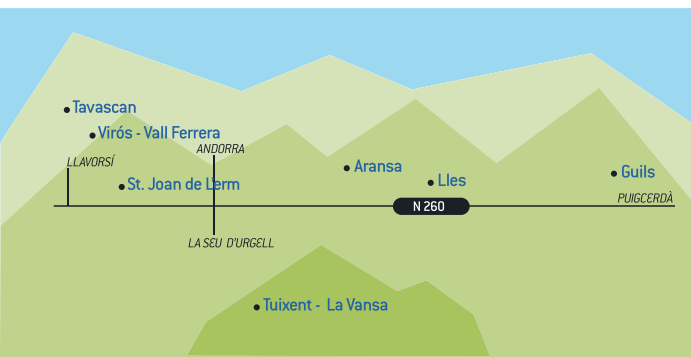 Tavascan
Virós - Vall Ferrera
ANDORRA
LLAVORSÍ
Aransa
Guils
St. Joan de L'erm
Lles
PUIGCERDÀ
N 260
LA SEU D'URGELL
Tuixent - La Vansa